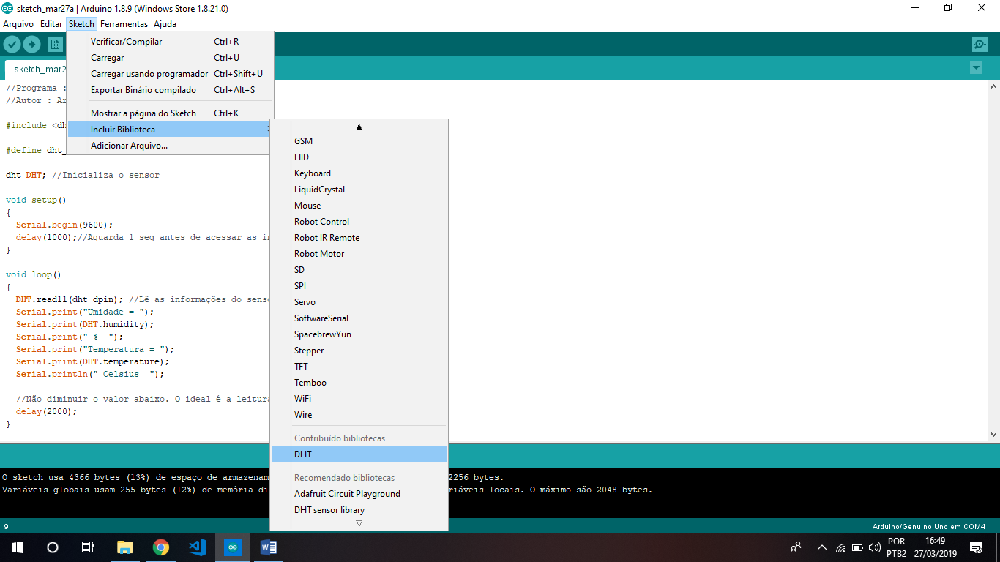 sketch_mar27a | Arduino 1.8.9 (Windows Store 1.8.21.0)
Arquivo Editar Sketch Ferramentas Ajuda
Verificar/Compilar Ctrl+R
Carregar Ctrl+U
Carregar usando programador Ctrl+Shift+U
Exportar Binário compilado Ctrl+Alt+S
Mostrar a página do Sketch Ctrl+K
Incluir Biblioteca
Adicionar Arquivo...
GSM
HID
Keyboard
LiquidCrystal
Mouse
Robot Control
Robot IR Remote
Robot Motor
SD
SPI
Servo
SoftwareSerial
SpacebrewYun
Stepper
TFT
Temboo
WiFi
Wire
Contribuído bibliotecas
DHT
Recomendado bibliotecas
Adafruit Circuit Playground
DHT sensor library
sketch_mar2
//Programa :
//Autor : Ar
#include <dh
#define dht_
dht DHT; //Inicializa o sensor
void setup()
{
Serial.begin(9600);
delay(1000);//Aguarda 1 seg antes de acessar as in
}
void loop()
{
DHT.read11(dht_dpin); //Lê as informações do senso
Serial.print("Umidade = ");
Serial.print(DHT.humidity);
Serial.print(" %  ");
Serial.print("Temperatura = ");
Serial.print(DHT.temperature);
Serial.println(" Celsius  ");
//Não diminuir o valor abaixo. O ideal é a leitura
delay(2000);
}
O sketch usa 4366 bytes (13%) de espaço de armazenam 2256 bytes.
Variáveis globais usam 255 bytes (12%) de memória di riáveis locais. O máximo são 2048 bytes.
9 Arduino/Genuino Uno em COM4
POR 16:49
PTB2 27/03/2019